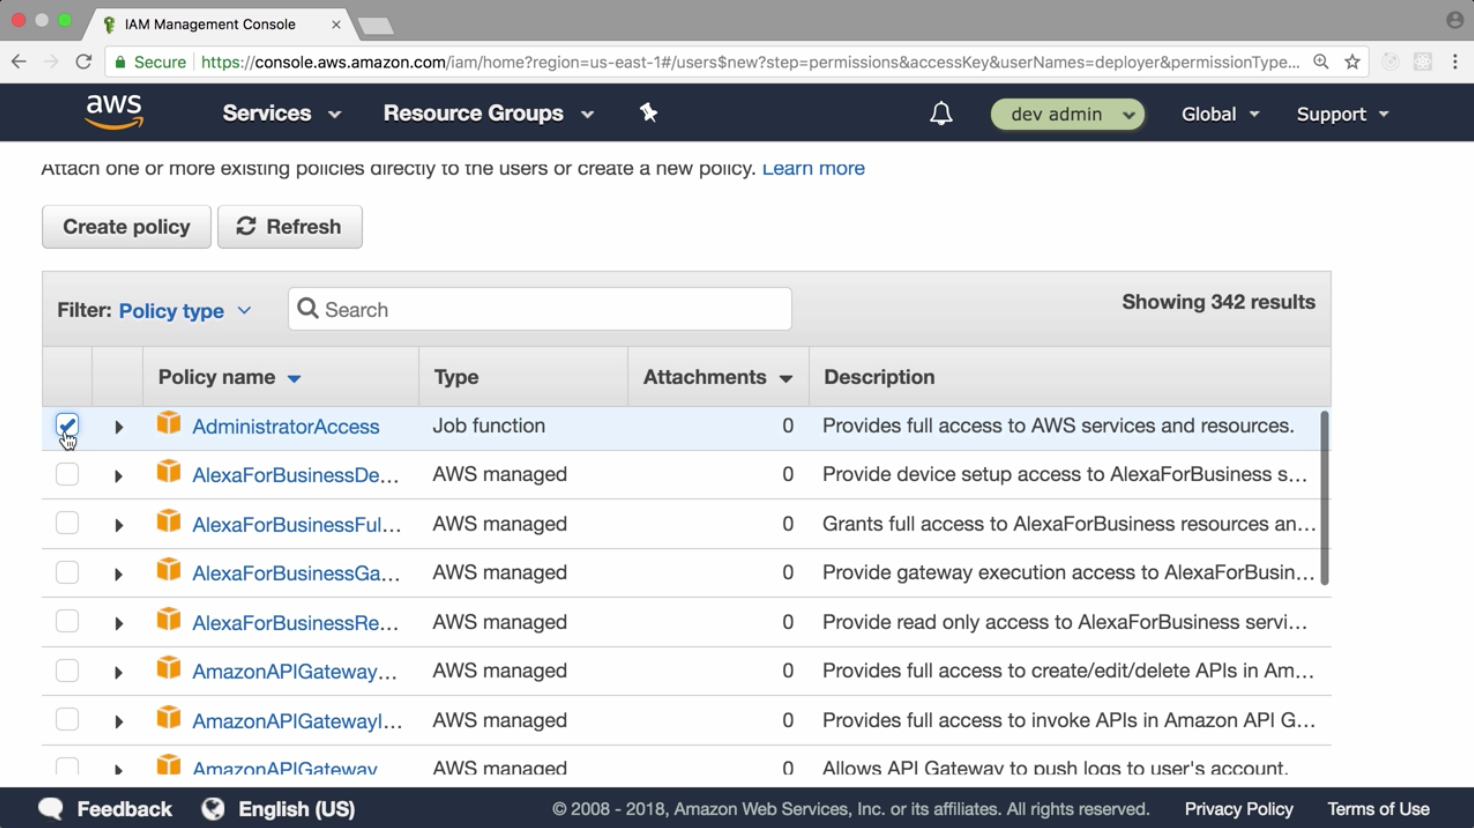 IAM Management Console
Secure https://console.aws.amazon.com/iam/home?region=us-east-1#/users$new?step=permissions&accessKey&userNames=deployer&permissionType...
aws Services Resource Groups dev admin Global Support
Attach one or more existing policies directly to the users or create a new policy. Learn more
Create policy Refresh
Filter: Policy type Search Showing 342 results
Policy name Type Attachments Description
AdministratorAccess Job function 0 Provides full access to AWS services and resources.
AlexaForBusinessDe... AWS managed 0 Provide device setup access to AlexaForBusiness s...
AlexaForBusinessFul... AWS managed 0 Grants full access to AlexaForBusiness resources an...
AlexaForBusinessGa... AWS managed 0 Provide gateway execution access to AlexaForBusin...
AlexaForBusinessRe... AWS managed 0 Provide read only access to AlexaForBusiness servi...
AmazonAPIGateway... AWS managed 0 Provides full access to create/edit/delete APIs in Am...
AmazonAPIGatewayI... AWS managed 0 Provides full access to invoke APIs in Amazon API G...
AmazonAPIGateway AWS managed 0 Allows API Gateway to push logs to user's account.
Feedback English (US) © 2008 - 2018, Amazon Web Services, Inc. or its affiliates. All rights reserved. Privacy Policy Terms of Use